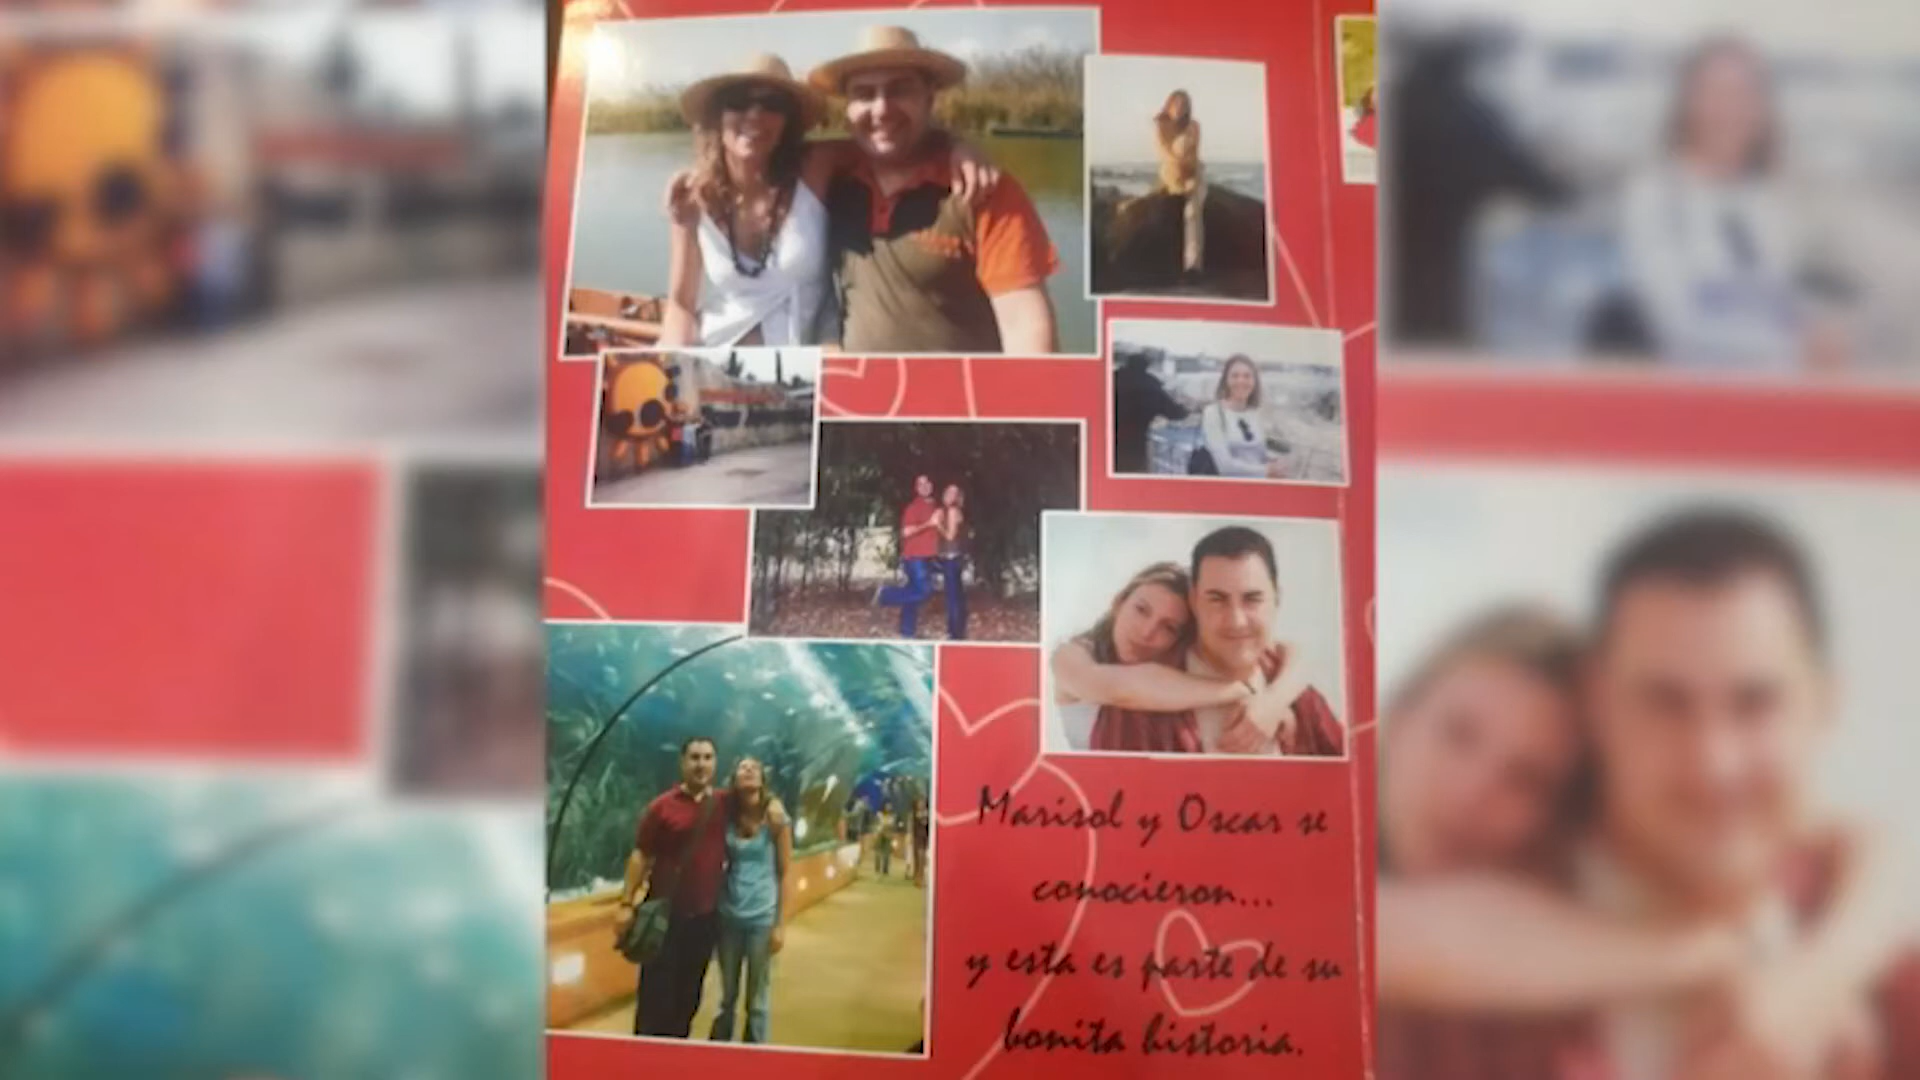 Marisol y Oscar se
conocieron...
y esta es parte de su
bonita historia.